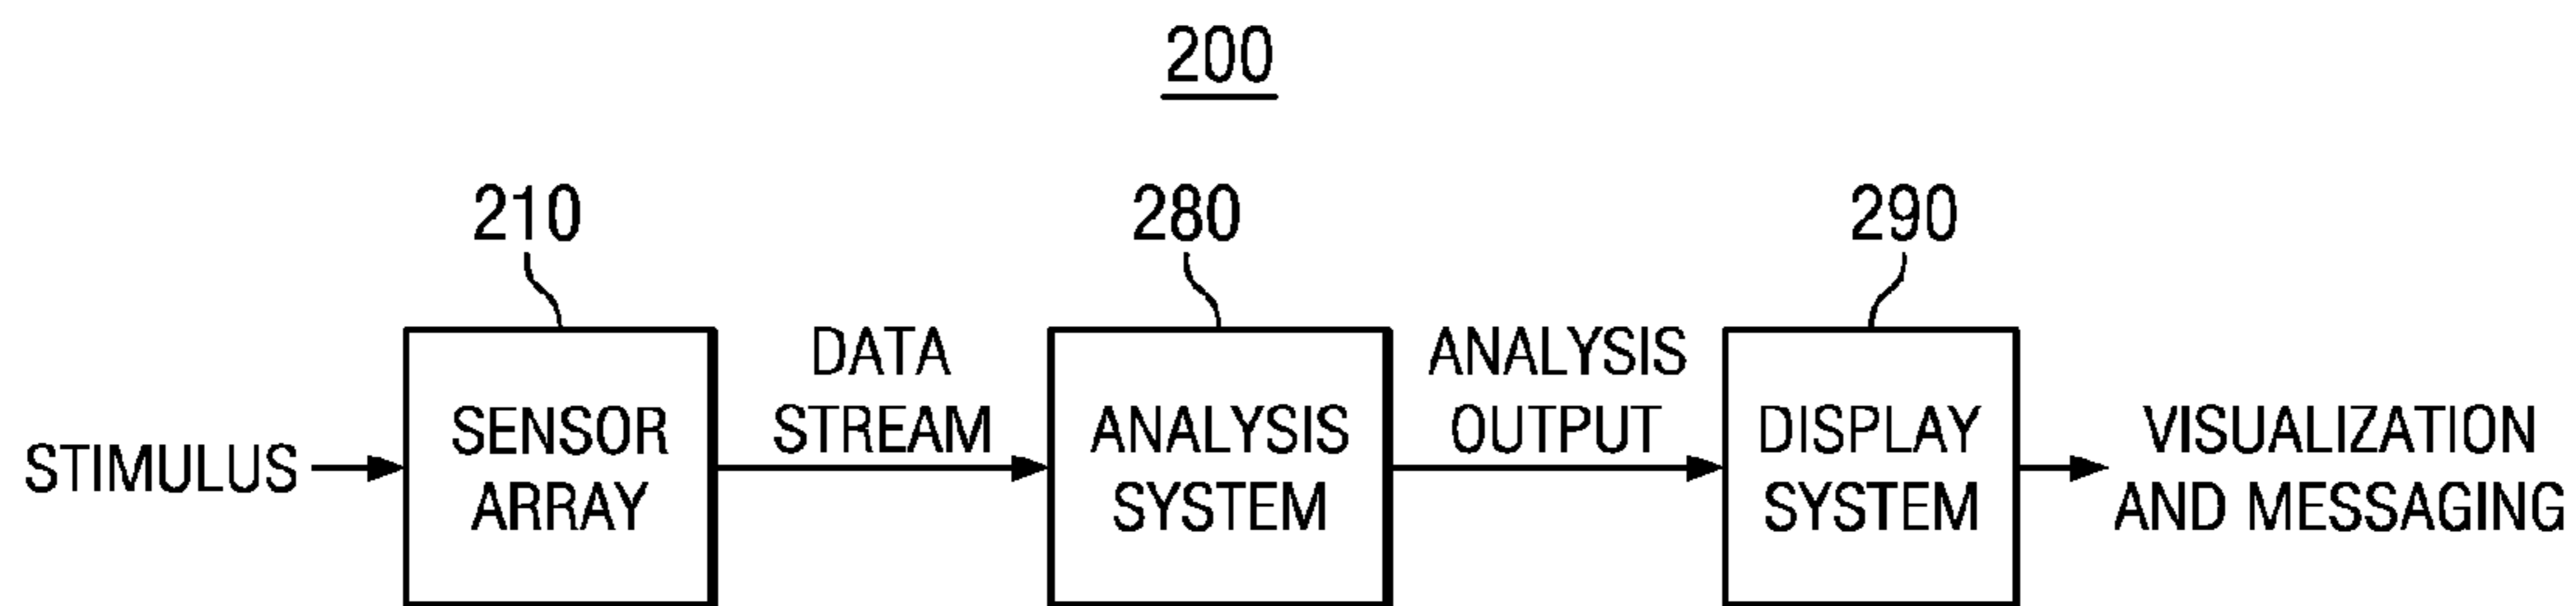 200
210
280
290
STIMULUS
SENSOR
ARRAY
DATA
STREAM
ANALYSIS
SYSTEM
ANALYSIS
OUTPUT
DISPLAY
SYSTEM
VISUALIZATION
AND MESSAGING